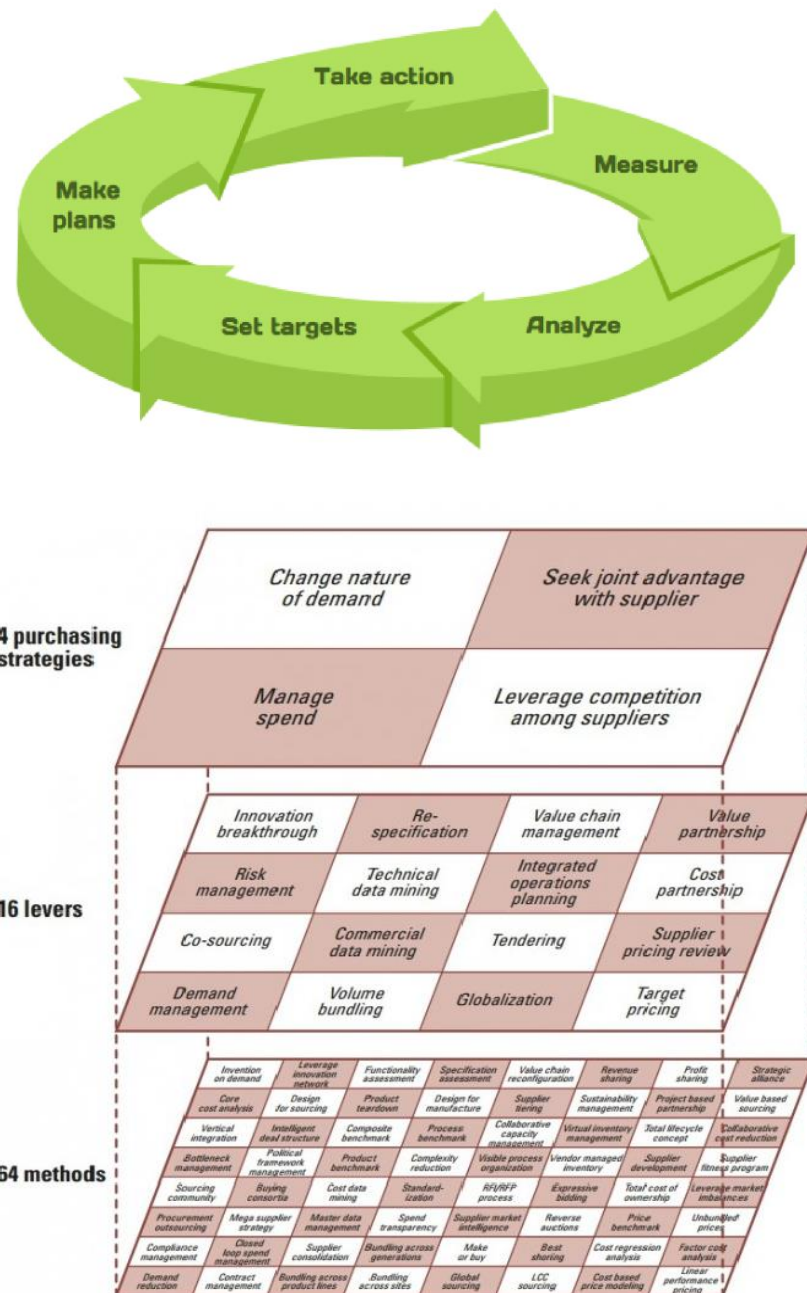 Take action
Measure
Make
plans
Set targets
Analyze
4 purchasing
strategies
Change nature
of demand
Seek joint advantage
with supplier
Manage
spend
Leverage competition
among suppliers
16 levers
Innovation
breakthrough
Re-
specification
Value chain
management
Value
partnership
Risk
management
Technical
data mining
Integrated
operations
planning
Cost
partnership
Co-sourcing
Commercial
data mining
Tendering
Supplier
pricing review
Demand
management
Volume
bundling
Globalization
Target
pricing
64 methods
Invention
on demand
Leverage
innovation
network
Functionality
assessment
Specification
assessment
Value chain
reconfiguration
Revenue
sharing
Profit
sharing
Strategic
alliance
Core
cost analysis
Design
for sourcing
Product
teardown
Design for
manufacture
Supplier
tiering
Sustainability
management
Project based
partnership
Value based
sourcing
Vertical
integration
Intelligent
deal structure
Composite
benchmark
Process
benchmark
Collaborative
capacity
management
Virtual inventory
management
Total lifecycle
concept
Collaborative
cost reduction
Bottleneck
management
Political
framework
management
Product
benchmark
Complexity
reduction
Visible process
organization
Vendor managed
inventory
Supplier
development
Supplier
fitness program
Sourcing
community
Buying
consortia
Cost data
mining
Standard-
ization
RFI/RFP
process
Expressive
bidding
Total cost of
ownership
Leverage market
imbalances
Procurement
outsourcing
Mega supplier
strategy
Master data
management
Spend
transparency
Supplier market
intelligence
Reverse
auctions
Price
benchmark
Unbundled
prices
Compliance
management
Closed
loop spend
management
Supplier
consolidation
Bundling across
generations
Make
or buy
Best
shoring
Cost regression
analysis
Factor cost
analysis
Demand
reduction
Contract
management
Bundling across
product lines
Bundling
across sites
Global
sourcing
LCC
sourcing
Cost based
price modeling
Linear
performance
pricing